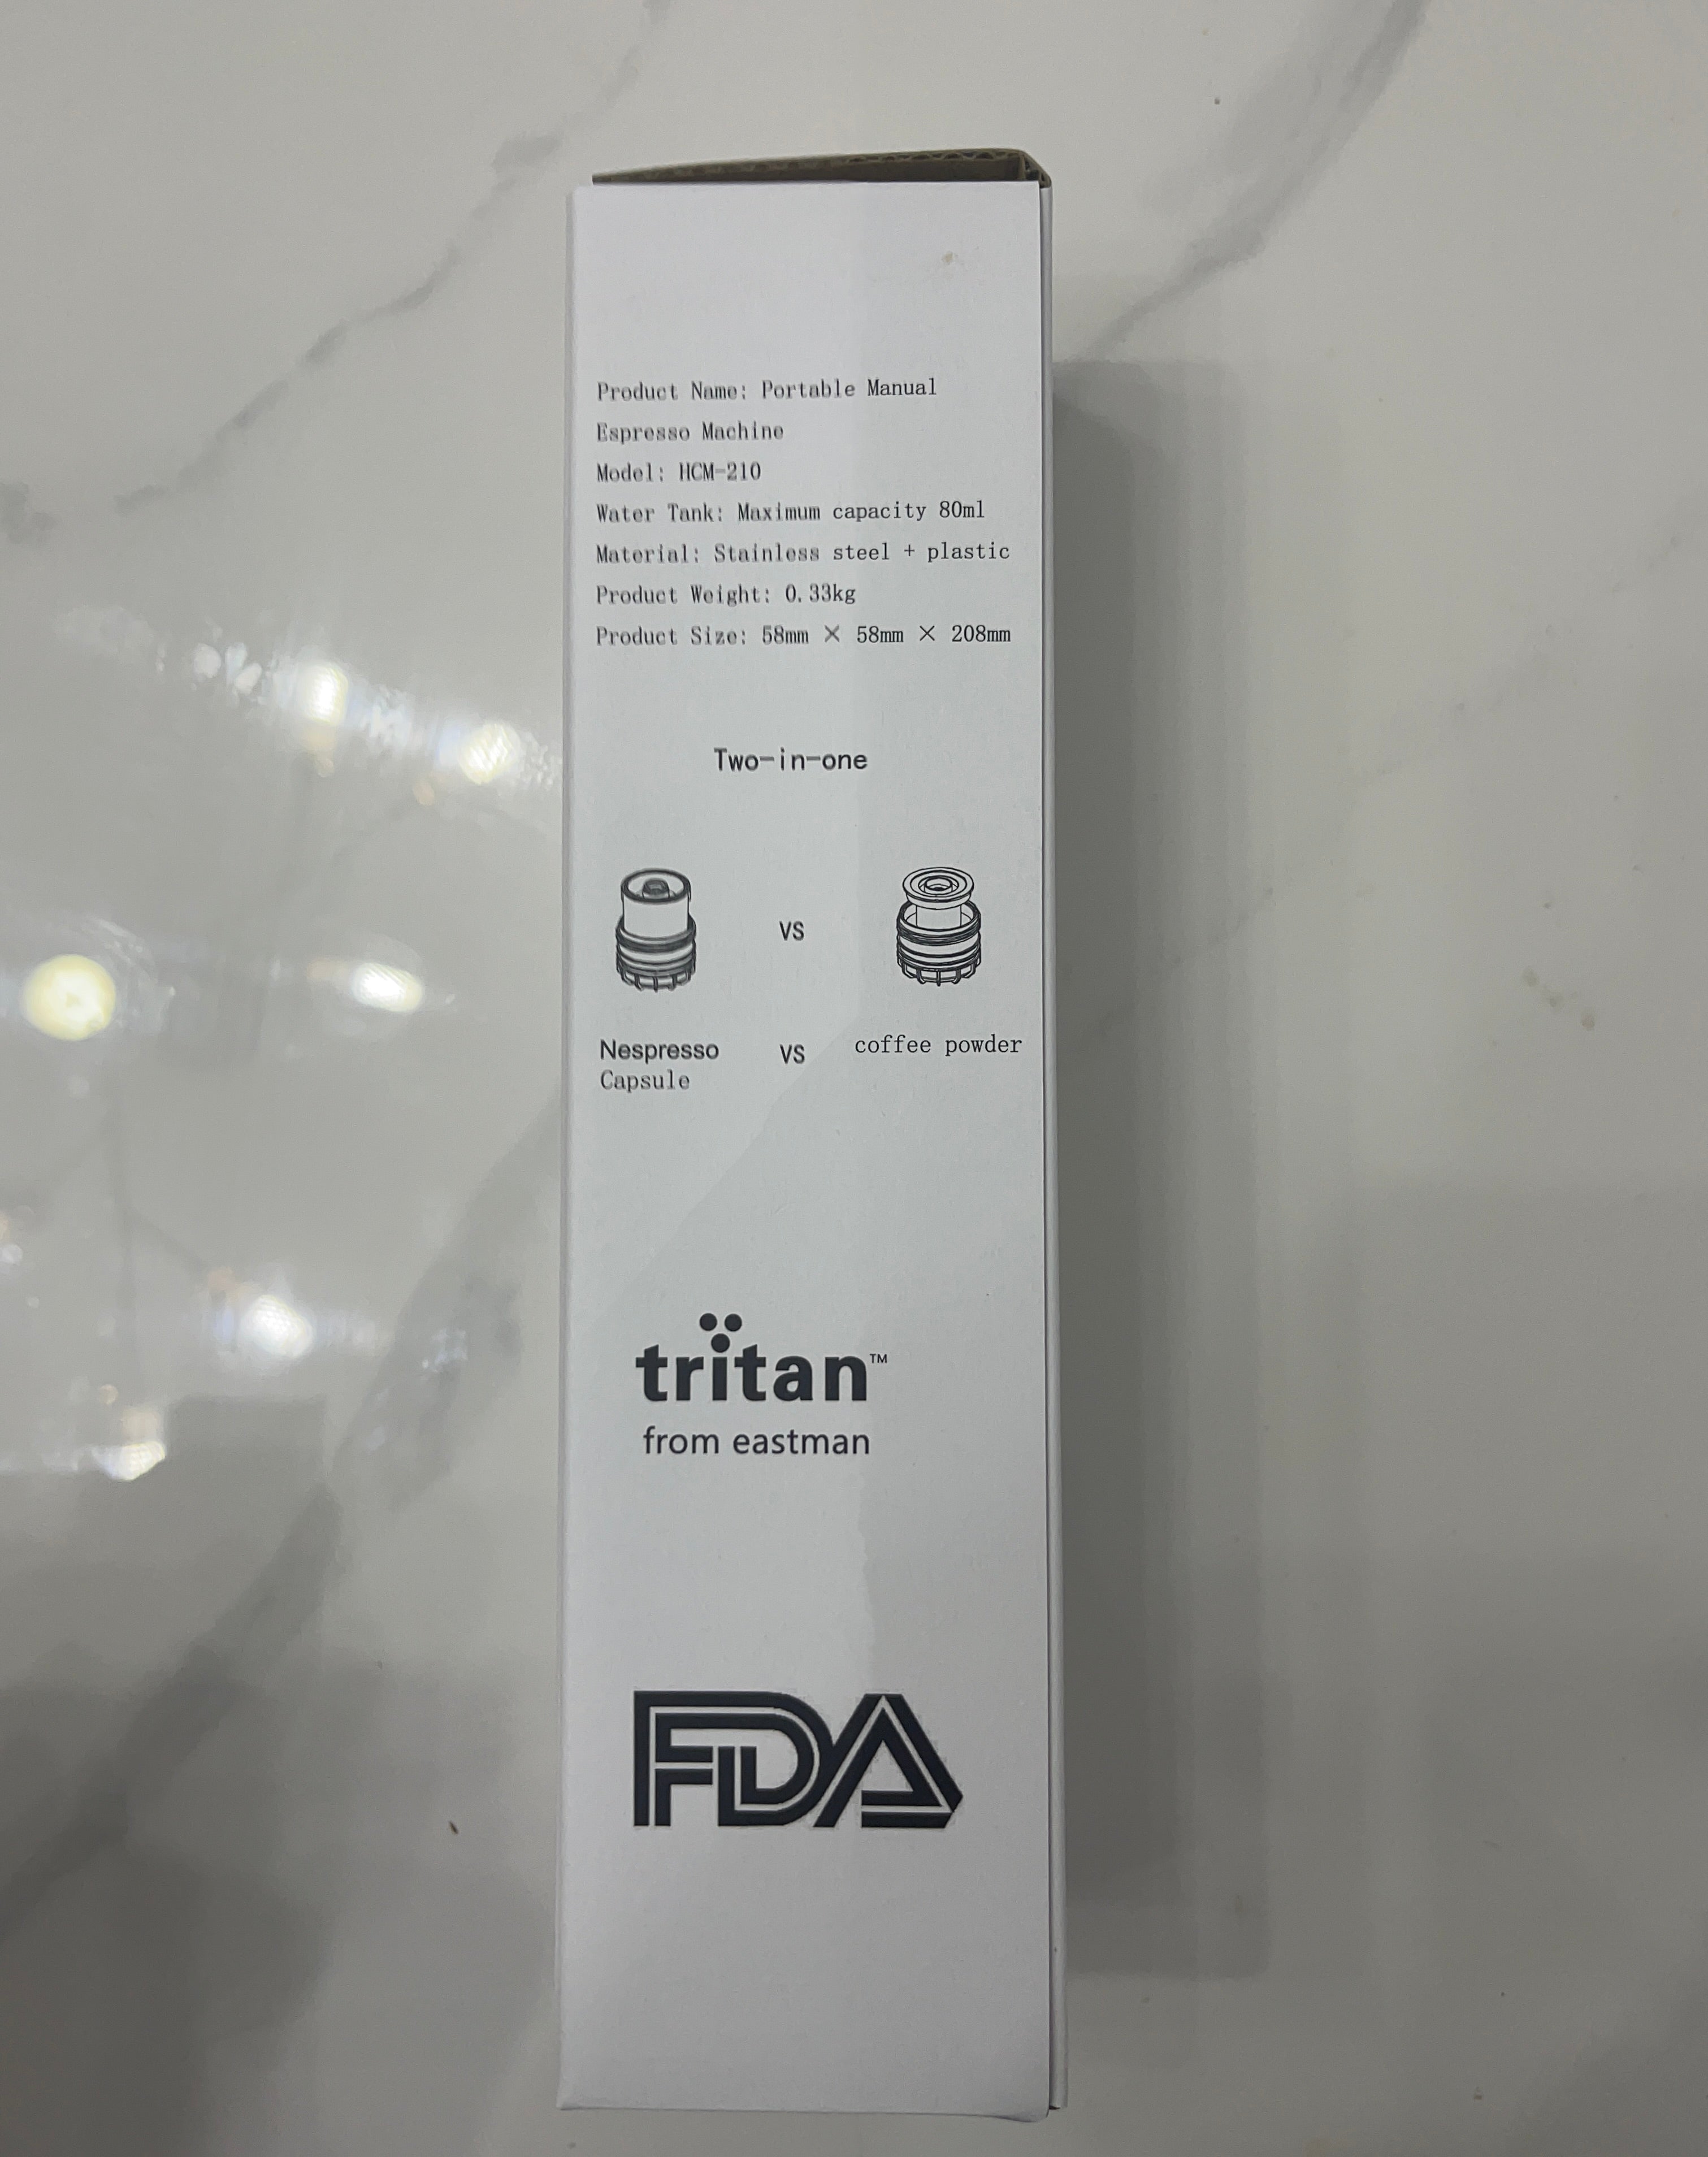 Product Name: Portable Manual
Espresso Machine
Model: HCM-210
Water Tank: Maximum capacity 80ml
Material: Stainless steel + plastic
Product Weight: 0.33kg
Product Size: 58mm × 58mm × 208mm
Two-in-one
VS
Nespresso VS coffee powder
Capsule
tritan™
from eastman
FDA